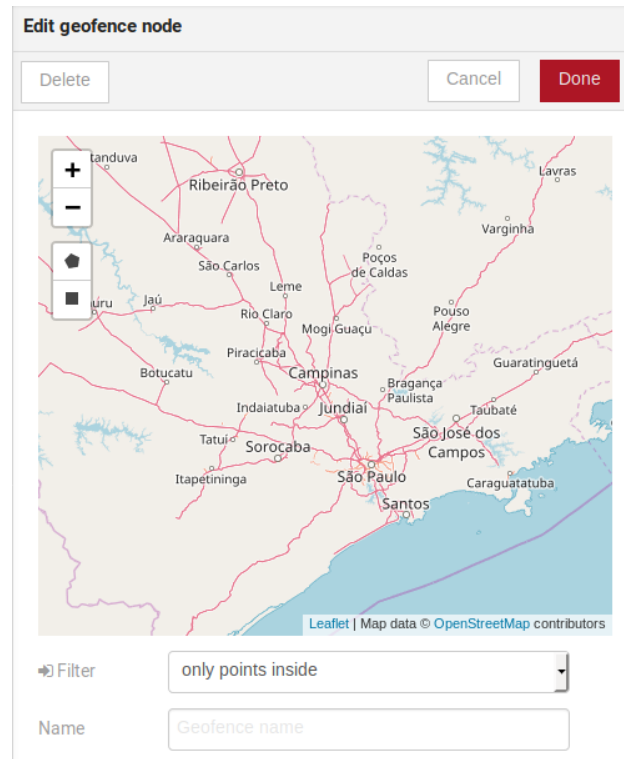 Edit geofence node
Delete
Cancel
Done
+
tanduva
Ribeirão Preto
Lavras
−
Varginha
Araraquara
São Carlos
Poços
de Caldas
Leme
uru
Jaú
Rio Claro
Mogi Guaçu
Pouso
Alegre
Piracicaba
Guaratinguetá
Botucatu
Campinas
Bragança
Paulista
Indaiatuba
Jundiaí
Taubaté
São José dos
Campos
Tatuí
Sorocaba
Itapetininga
São Paulo
Caraguatatuba
Santos
Leaflet | Map data © OpenStreetMap contributors
Filter
only points inside
Name
Geofence name